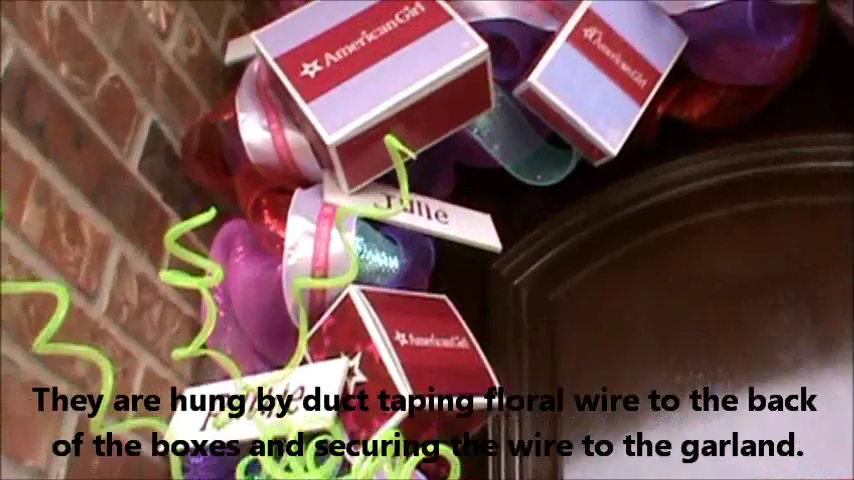 American Girl
American Girl
Julie
American Girl
They are hung by duct taping floral wire to the back
of the boxes and securing the wire to the garland.